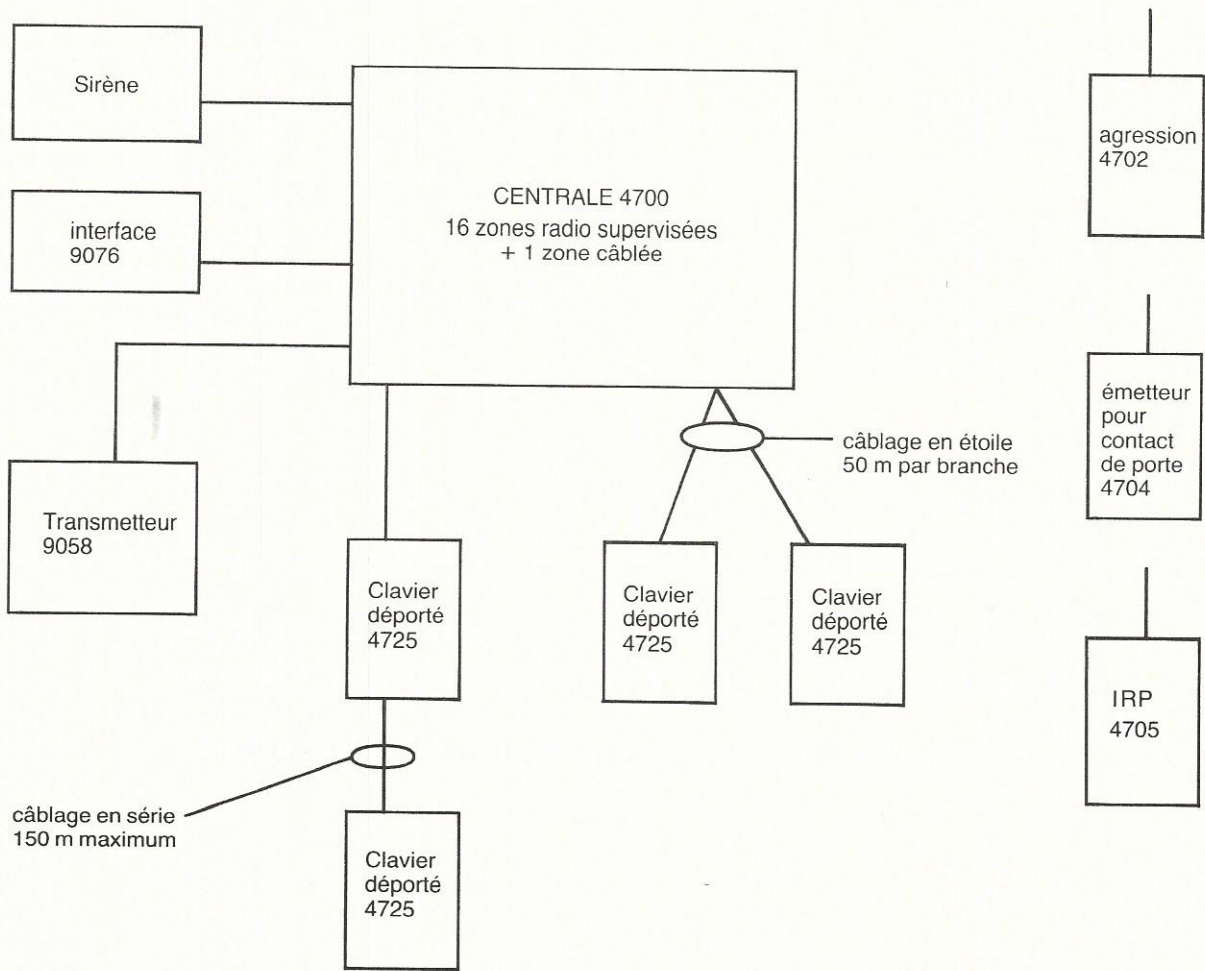 Sirène
interface
9076
Transmetteur
9058
CENTRALE 4700
16 zones radio supervisées
+ 1 zone câblée
câblage en étoile
50 m par branche
Clavier
déporté
4725
Clavier
déporté
4725
Clavier
déporté
4725
câblage en série
150 m maximum
Clavier
déporté
4725
agression
4702
émetteur
pour
contact
de porte
4704
IRP
4705